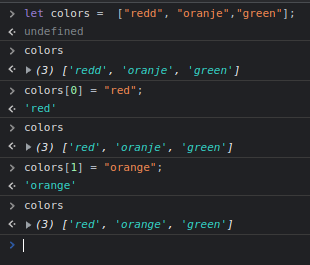 let colors =  ["redd", "oranje","green"];
undefined
colors
(3) ['redd', 'oranje', 'green']
colors[0] = "red";
'red'
colors
(3) ['red', 'oranje', 'green']
colors[1] = "orange";
'orange'
colors
(3) ['red', 'orange', 'green']